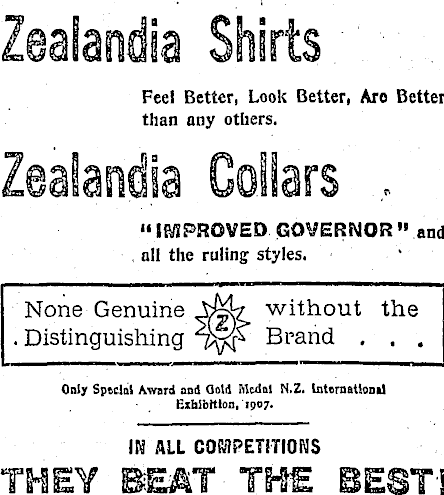 Zealandia Shirts
Feel Better, Look Better, Are Better
than any others.
Zealandia Collars
"IMPROVED GOVERNOR" and
all the ruling styles.
None Genuine Z without the
Distinguishing Brand . . .
Only Special Award and Gold Medal N.Z. International
Exhibition, 1907.
IN ALL COMPETITIONS
THEY BEAT THE BEST!